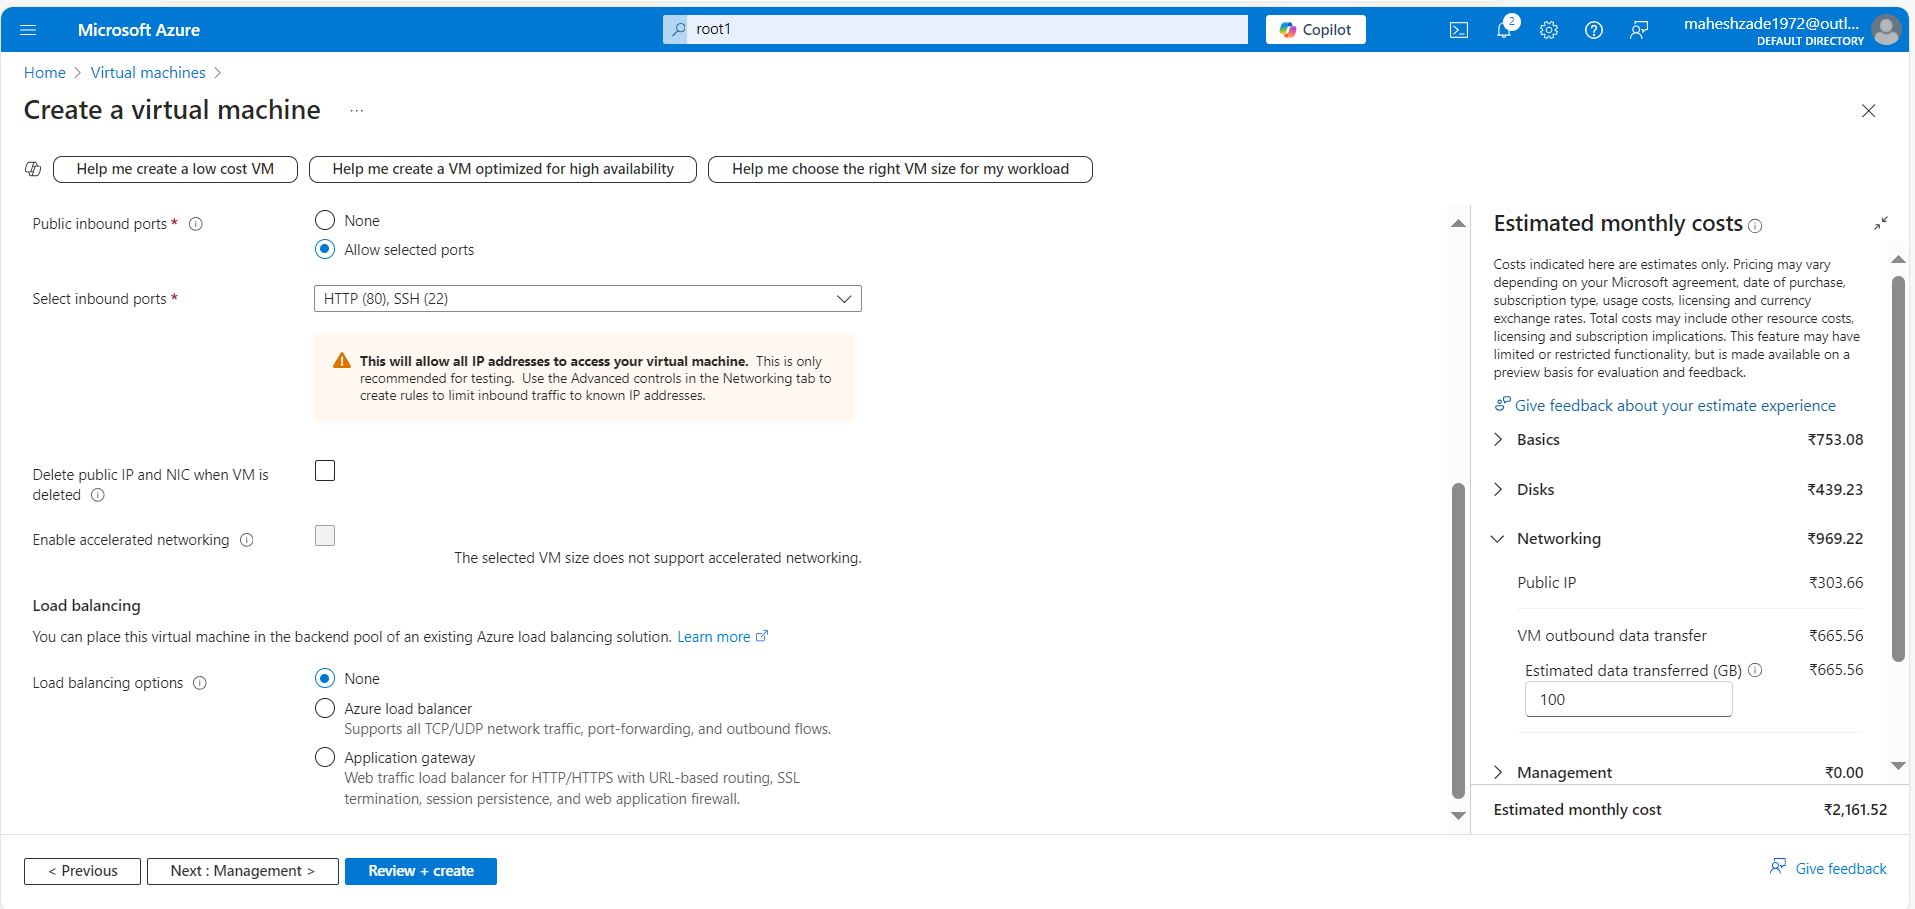 Microsoft Azure
root1
Copilot
2
maheshzade1972@outl...
DEFAULT DIRECTORY
Home > Virtual machines >
Create a virtual machine ...
Help me create a low cost VM
Help me create a VM optimized for high availability
Help me choose the right VM size for my workload
Public inbound ports *
None
Allow selected ports
Select inbound ports *
HTTP (80), SSH (22)
This will allow all IP addresses to access your virtual machine. This is only
recommended for testing. Use the Advanced controls in the Networking tab to
create rules to limit inbound traffic to known IP addresses.
Delete public IP and NIC when VM is
deleted
Enable accelerated networking
The selected VM size does not support accelerated networking.
Load balancing
You can place this virtual machine in the backend pool of an existing Azure load balancing solution. Learn more
Load balancing options
None
Azure load balancer
Supports all TCP/UDP network traffic, port-forwarding, and outbound flows.
Application gateway
Web traffic load balancer for HTTP/HTTPS with URL-based routing, SSL
termination, session persistence, and web application firewall.
Estimated monthly costs
Costs indicated here are estimates only. Pricing may vary
depending on your Microsoft agreement, date of purchase,
subscription type, usage costs, licensing and currency
exchange rates. Total costs may include other resource costs,
licensing and subscription implications. This feature may have
limited or restricted functionality, but is made available on a
preview basis for evaluation and feedback.
Give feedback about your estimate experience
Basics ₹753.08
Disks ₹439.23
Networking ₹969.22
Public IP ₹303.66
VM outbound data transfer ₹665.56
Estimated data transferred (GB) ₹665.56
100
Management ₹0.00
Estimated monthly cost ₹2,161.52
< Previous
Next : Management >
Review + create
Give feedback